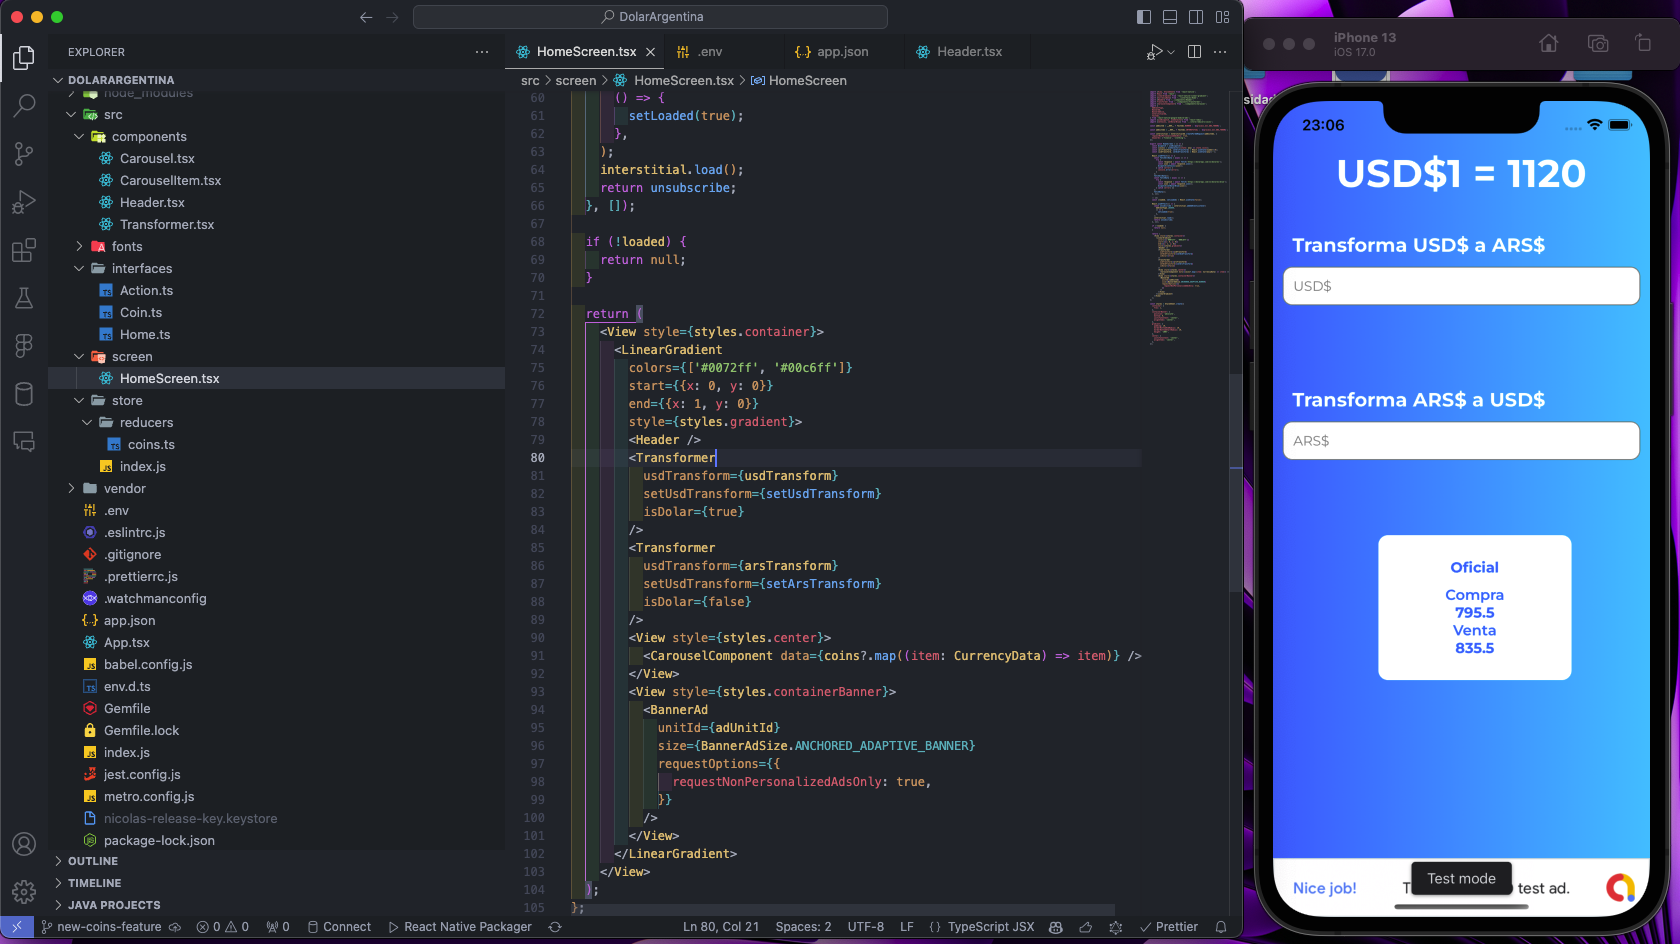 DolarArgentina
EXPLORER
DOLARARGENTINA
node_modules
src
components
Carousel.tsx
CarouselItem.tsx
Header.tsx
Transformer.tsx
fonts
interfaces
Action.ts
Coin.ts
Home.ts
screen
HomeScreen.tsx
store
reducers
coins.ts
index.js
vendor
.env
.eslintrc.js
.gitignore
.prettierrc.js
.watchmanconfig
app.json
App.tsx
babel.config.js
env.d.ts
Gemfile
Gemfile.lock
index.js
jest.config.js
metro.config.js
nicolas-release-key.keystore
package-lock.json
OUTLINE
TIMELINE
JAVA PROJECTS
HomeScreen.tsx
.env
app.json
Header.tsx
src > screen > HomeScreen.tsx > HomeScreen
60 () => {
61 setLoaded(true);
62 },
63 );
64 interstitial.load();
65 return unsubscribe;
66 }, []);
67
68 if (!loaded) {
69 return null;
70 }
71
72 return (
73 <View style={styles.container}>
74 <LinearGradient
75 colors={['#0072ff', '#00c6ff']}
76 start={{x: 0, y: 0}}
77 end={{x: 1, y: 0}}
78 style={styles.gradient}>
79 <Header />
80 <Transformer
81 usdTransform={usdTransform}
82 setUsdTransform={setUsdTransform}
83 isDolar={true}
84 />
85 <Transformer
86 usdTransform={arsTransform}
87 setUsdTransform={setArsTransform}
88 isDolar={false}
89 />
90 <View style={styles.center}>
91 <CarouselComponent data={coins?.map((item: CurrencyData) => item)} />
92 </View>
93 <View style={styles.containerBanner}>
94 <BannerAd
95 unitId={adUnitId}
96 size={BannerAdSize.ANCHORED_ADAPTIVE_BANNER}
97 requestOptions={{
98 requestNonPersonalizedAdsOnly: true,
99 }}
100 />
101 </View>
102 </LinearGradient>
103 </View>
104 );
105 };
new-coins-feature
0 0
0
Connect
React Native Packager
Ln 80, Col 21
Spaces: 2
UTF-8
LF
{} TypeScript JSX
Prettier
iPhone 13
iOS 17.0
23:06
USD$1 = 1120
Transforma USD$ a ARS$
USD$
Transforma ARS$ a USD$
ARS$
Oficial
Compra
795.5
Venta
835.5
Nice job!
Test mode
test ad.